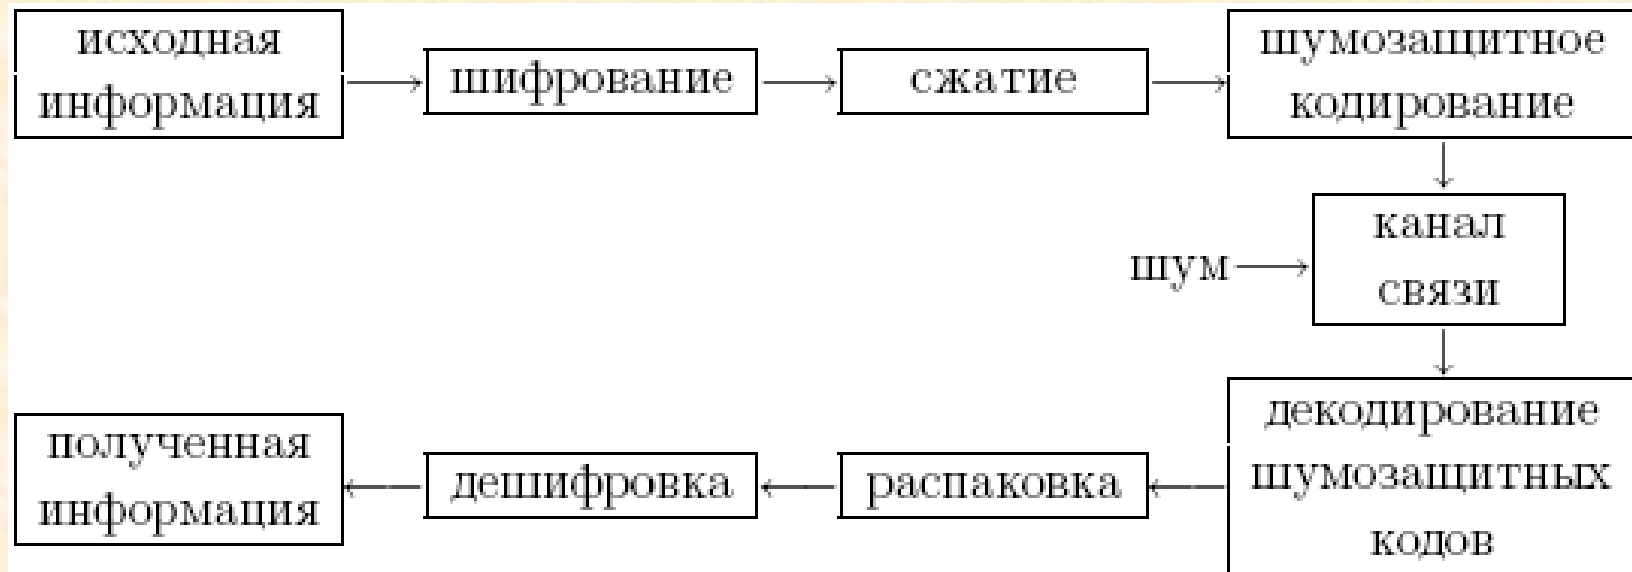 исходная
информация
шифрование
сжатие
шумозащитное
кодирование
шум
канал
связи
декодирование
шумозащитных
кодов
распаковка
дешифровка
полученная
информация